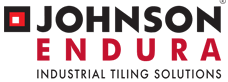 JOHNSON
ENDURA
INDUSTRIAL TILING SOLUTIONS